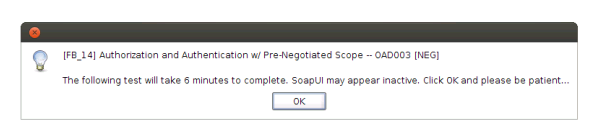 [FB_14] Authorization and Authentication w/ Pre-Negotiated Scope -- OAD003 [NEG]
The following test will take 6 minutes to complete. SoapUI may appear inactive. Click OK and please be patient...
OK